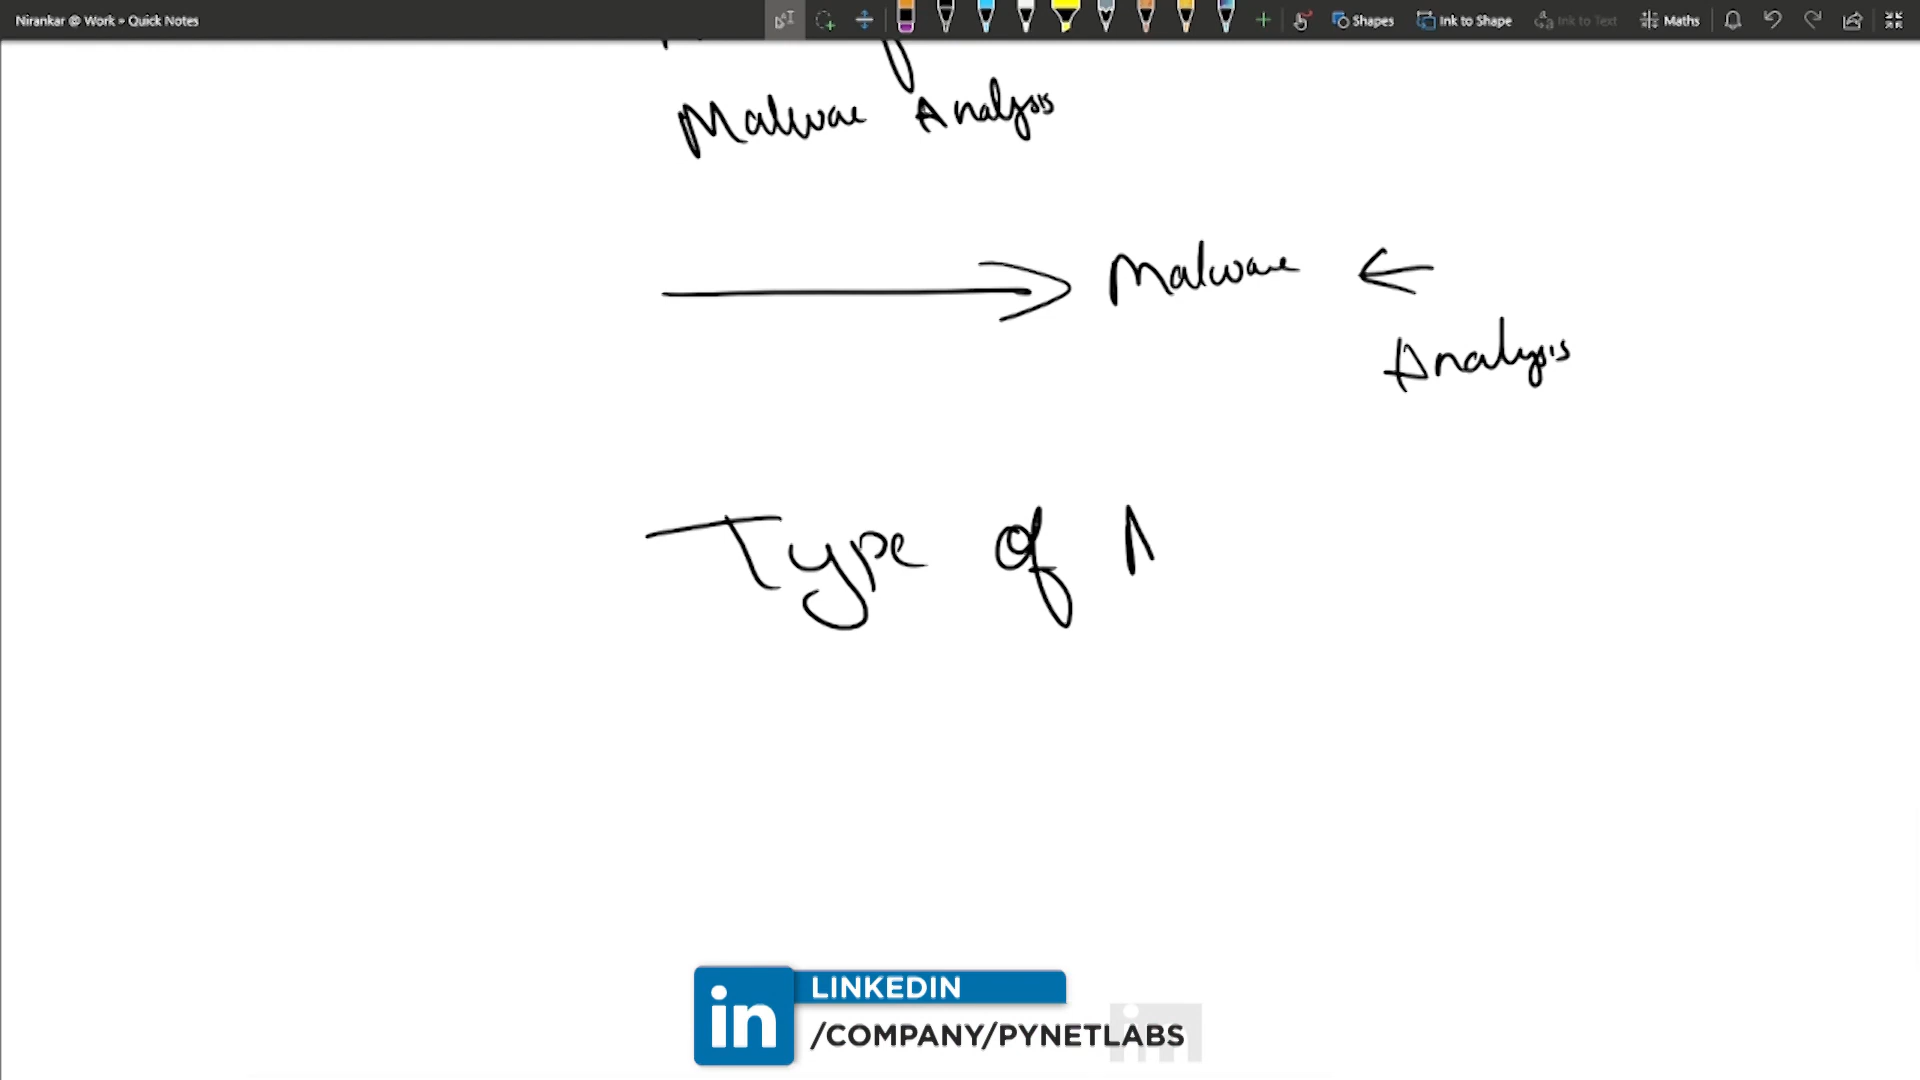 Nirankar @ Work » Quick Notes
Shapes
Ink to Shape
Ink to Text
Maths
Malware Analysis
Malware ←
Analysis
Type of
in LINKEDIN
/COMPANY/PYNETLABS